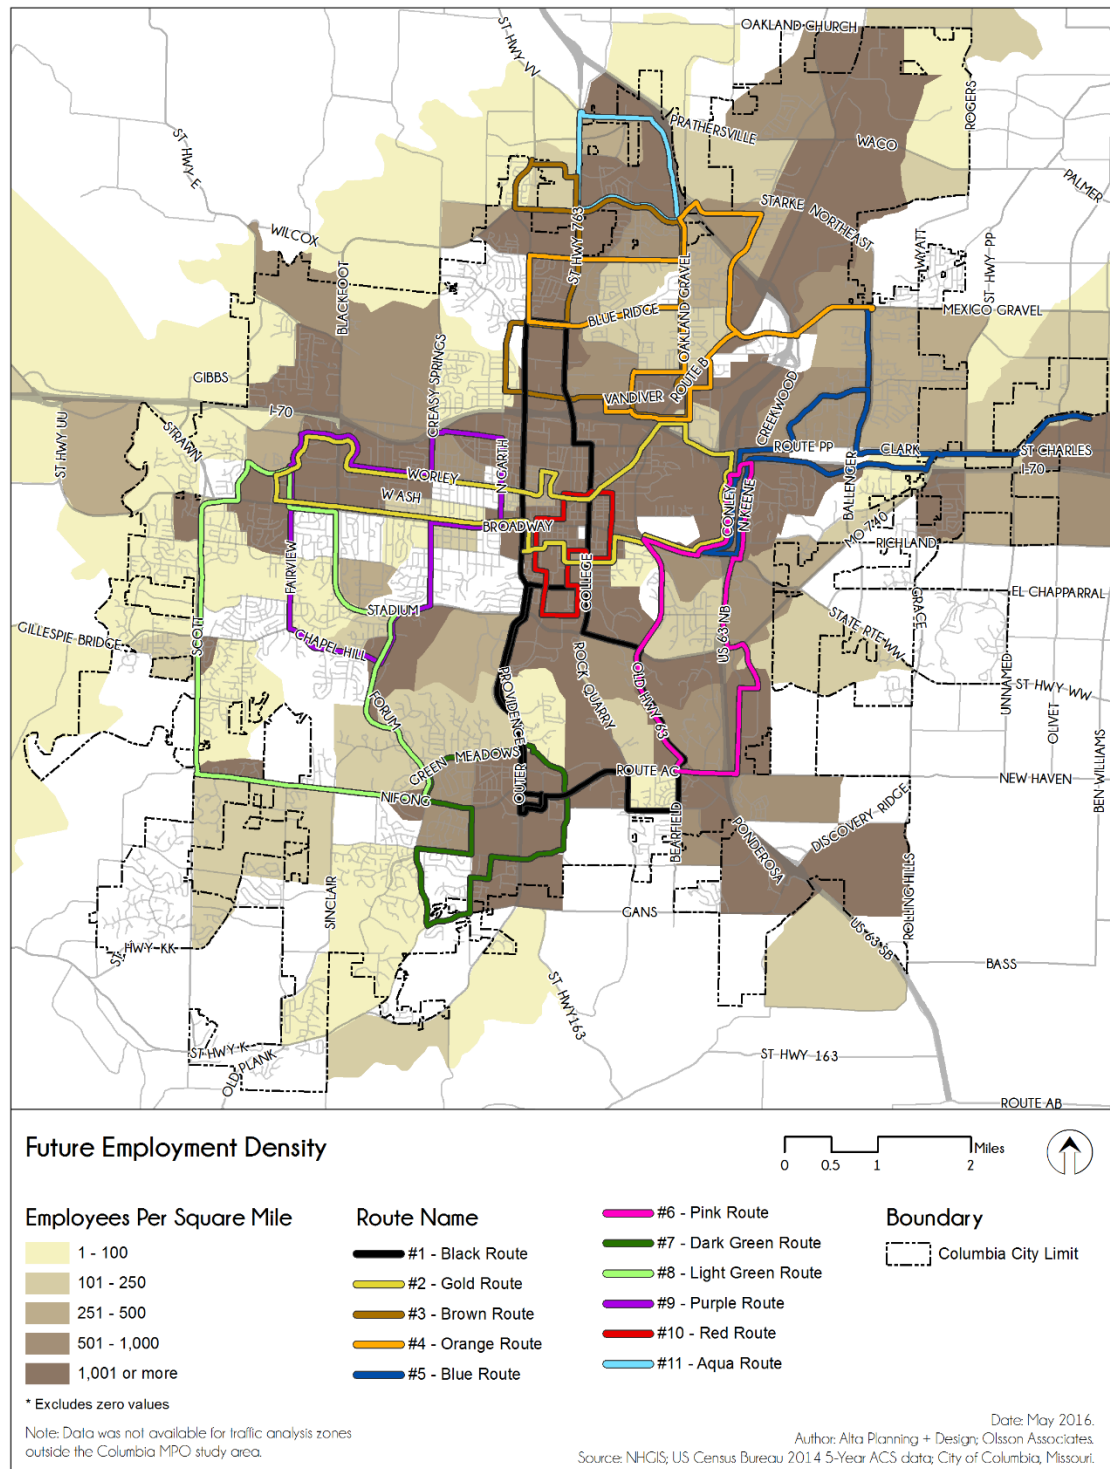 OAKLAND CHURCH
ST HWY VV
ROGERS
PRATHERSVILLE
WACO
ST HWY E
PALMER
STARKE NORTHEAST
WILCOX
ST HWY 763
WYATT
ST HWY PP
BLACKFOOT
OAKLAND GRAVEL
MEXICO GRAVEL
BLUE RIDGE
CREASY SPRINGS
ROUTE B
GIBBS
VANDIVER
CREEKWOOD
I-70
ST HWY UU
STRAWN
N GARTH
ROUTE PP
CLARK
ST CHARLES
I-70
WORLEY
WASH
CONLEY
N KEENE
BALLENGER
BROADWAY
MO 740
RICHLAND
FAIRVIEW
COLLEGE
EL CHAPPARAL
STADIUM
GRACE
GILLESPIE BRIDGE
SCOTT
CHAPEL HILL
US 63 NB
STATE RTE WW
ROCK QUARRY
OLD HWY 63
UNNAMED
ST HWY WW
FORUM
PROVIDENCE
OLIVET
GREEN MEADOWS
BEN WILLIAMS
ROUTE AC
NEW HAVEN
OUTER
NIFONG
DISCOVERY RIDGE
BEARFIELD
PONDEROSA
SINCLAIR
GANS
ROLLING HILLS
ST HWY KK
US 63 SB
BASS
ST HWY 163
ST HWY K
OLD PLANK
ST HWY 163
ROUTE AB
Future Employment Density
Miles
0 0.5 1 2
Employees Per Square Mile
1 - 100
101 - 250
251 - 500
501 - 1,000
1,001 or more
* Excludes zero values
Note: Data was not available for traffic analysis zones
outside the Columbia MPO study area.
Route Name
#1 - Black Route
#2 - Gold Route
#3 - Brown Route
#4 - Orange Route
#5 - Blue Route
#6 - Pink Route
#7 - Dark Green Route
#8 - Light Green Route
#9 - Purple Route
#10 - Red Route
#11 - Aqua Route
Boundary
Columbia City Limit
Date: May 2016.
Author: Alta Planning + Design; Olsson Associates.
Source: NHGIS; US Census Bureau 2014 5-Year ACS data; City of Columbia, Missouri.